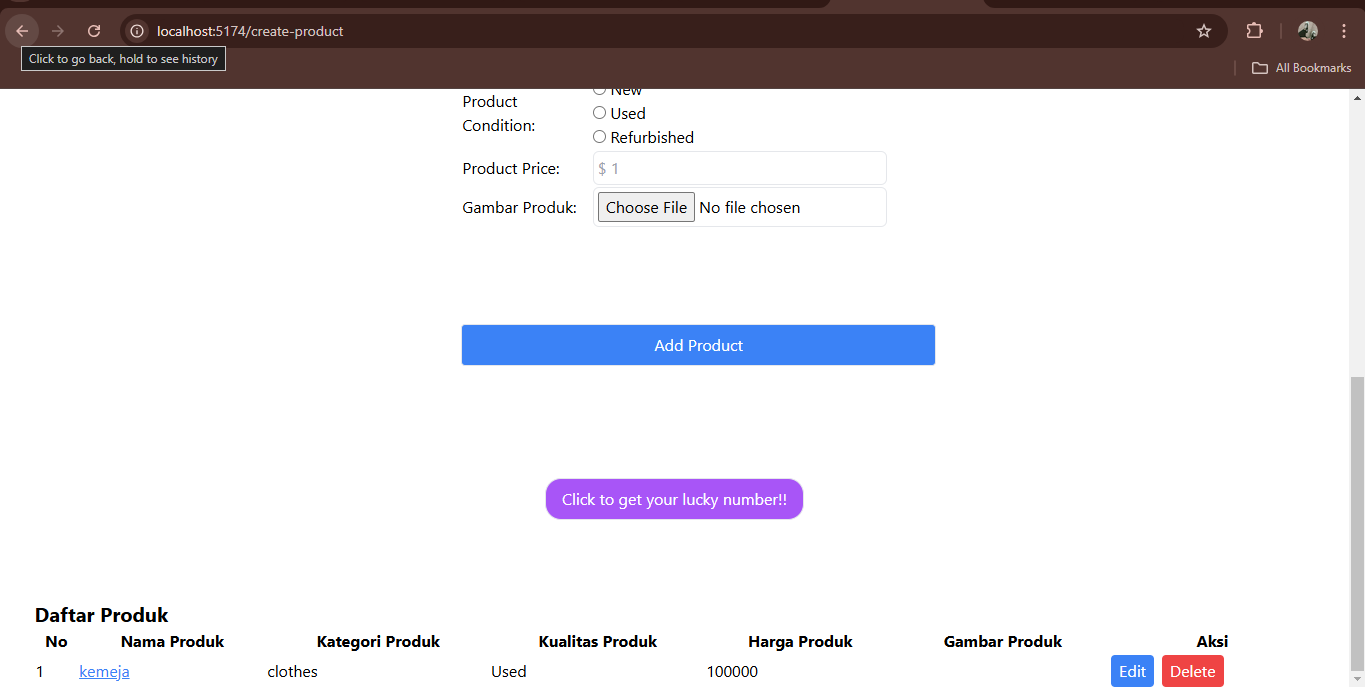 localhost:5174/create-product
Click to go back, hold to see history
All Bookmarks
New
Product
Condition:
Used
Refurbished
Product Price:
$ 1
Gambar Produk:
Choose File No file chosen
Add Product
Click to get your lucky number!!
Daftar Produk
No Nama Produk Kategori Produk Kualitas Produk Harga Produk Gambar Produk Aksi
1 kemeja clothes Used 100000 Edit Delete